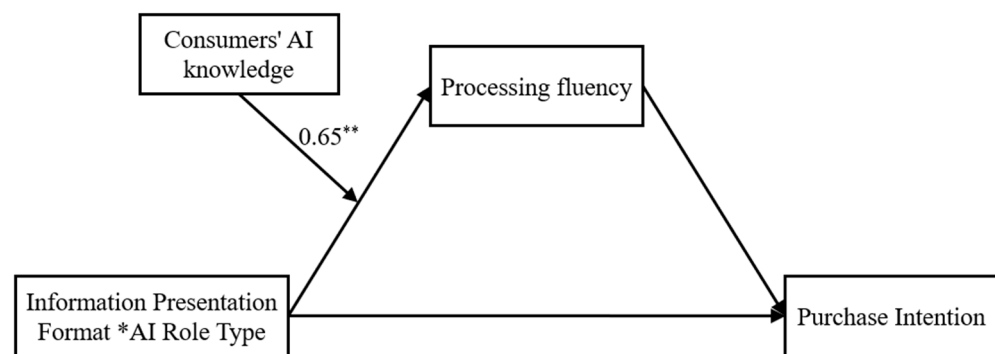 Consumers' AI
knowledge
Processing fluency
0.65**
Information Presentation
Format *AI Role Type
Purchase Intention